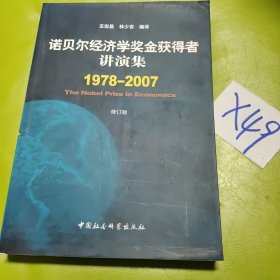 王宏昌 林少宫 编译
诺贝尔经济学奖金获得者
讲演集
1978-2007
The Nobel Prize in Economics
修订版
中国社会科学出版社
X49